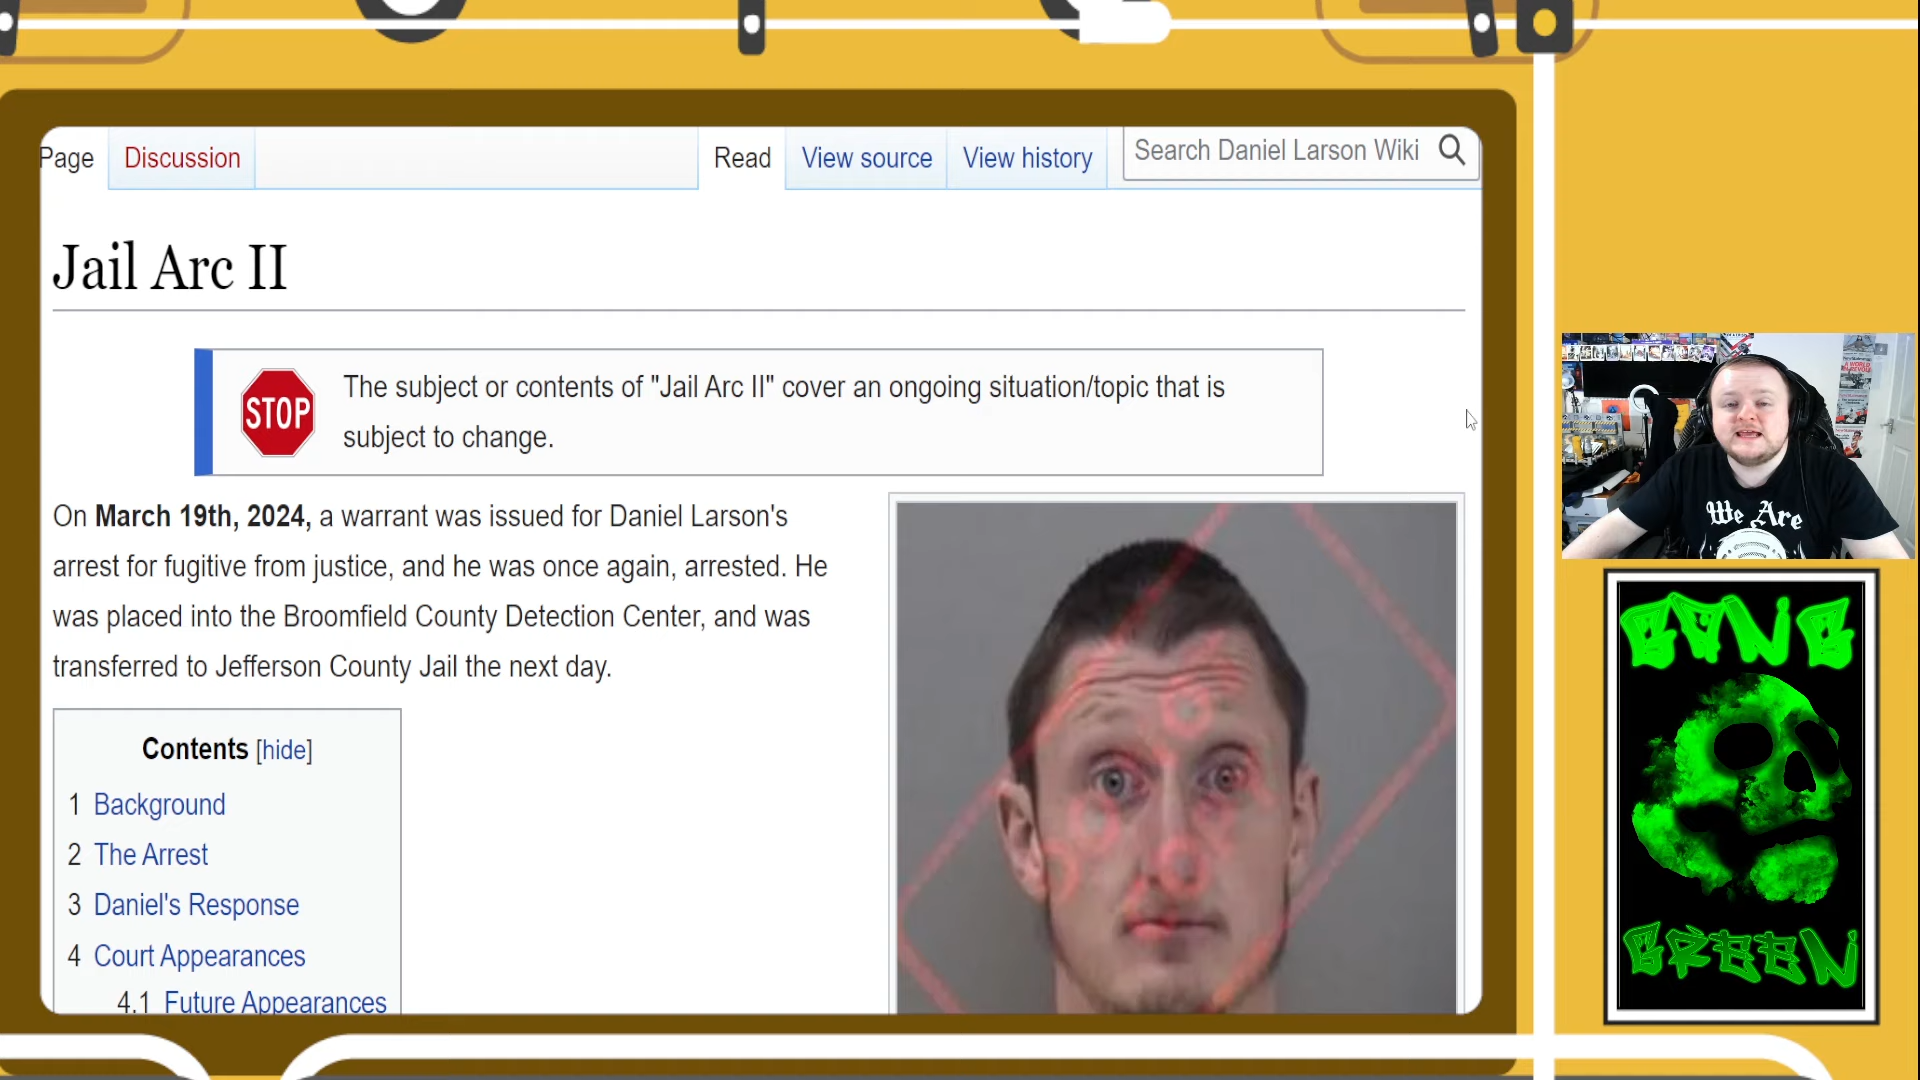 Page
Discussion
Read
View source
View history
Search Daniel Larson Wiki
Jail Arc II
STOP
The subject or contents of "Jail Arc II" cover an ongoing situation/topic that is
subject to change.
On March 19th, 2024, a warrant was issued for Daniel Larson's
arrest for fugitive from justice, and he was once again, arrested. He
was placed into the Broomfield County Detection Center, and was
transferred to Jefferson County Jail the next day.
Contents [hide]
1 Background
2 The Arrest
3 Daniel's Response
4 Court Appearances
4.1 Future Appearances
We Are
GREEN